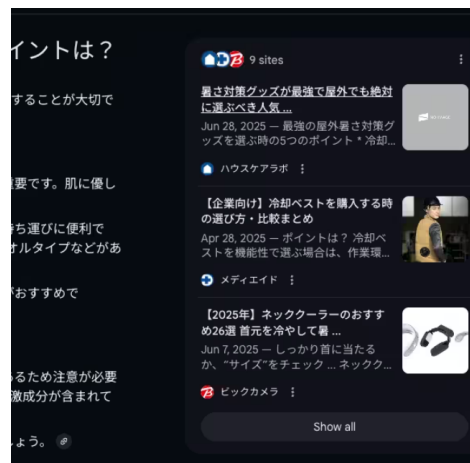 イントは？
することが大切で
重要です。肌に優し
持ち運びに便利で
オルタイプなどがあ
がおすすめで
るため注意が必要
激成分が含まれて
しょう。
9 sites
暑さ対策グッズが最強で屋外でも絶対
に選ぶべき人気 ...
Jun 28, 2025 — 最強の屋外暑さ対策グ
ッズを選ぶ時の5つのポイント * 冷却...
ハウスケアラボ
【企業向け】冷却ベストを購入する時
の選び方・比較まとめ
Apr 28, 2025 — ポイントは？ 冷却ベ
ストを機能性で選ぶ場合は、作業環...
メディエイド
【2025年】ネッククーラーのおすす
め26選 首元を冷やして暑 ...
Jun 7, 2025 — しっかり首に当たる
か、“サイズ”をチェック ... ネックク...
ビックカメラ
Show all